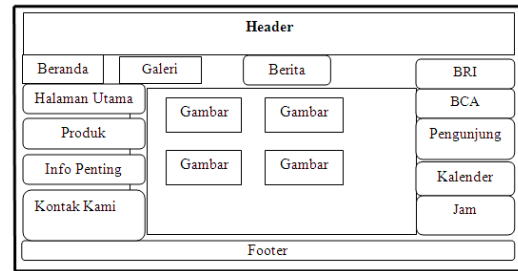 Header
Beranda Galeri Berita BRI
Halaman Utama BCA
Gambar Gambar
Produk Pengunjung
Info Penting Gambar Gambar Kalender
Kontak Kami Jam
Footer